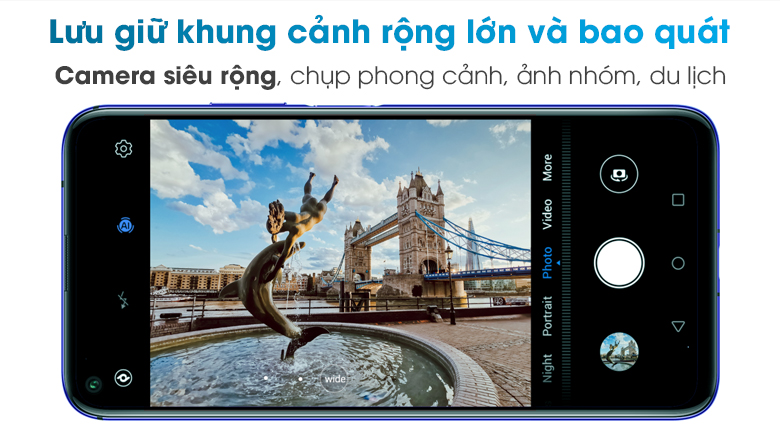 Lưu giữ khung cảnh rộng lớn và bao quát
Camera siêu rộng, chụp phong cảnh, ảnh nhóm, du lịch
AI
More
Video
Photo
Portrait
Night
wide